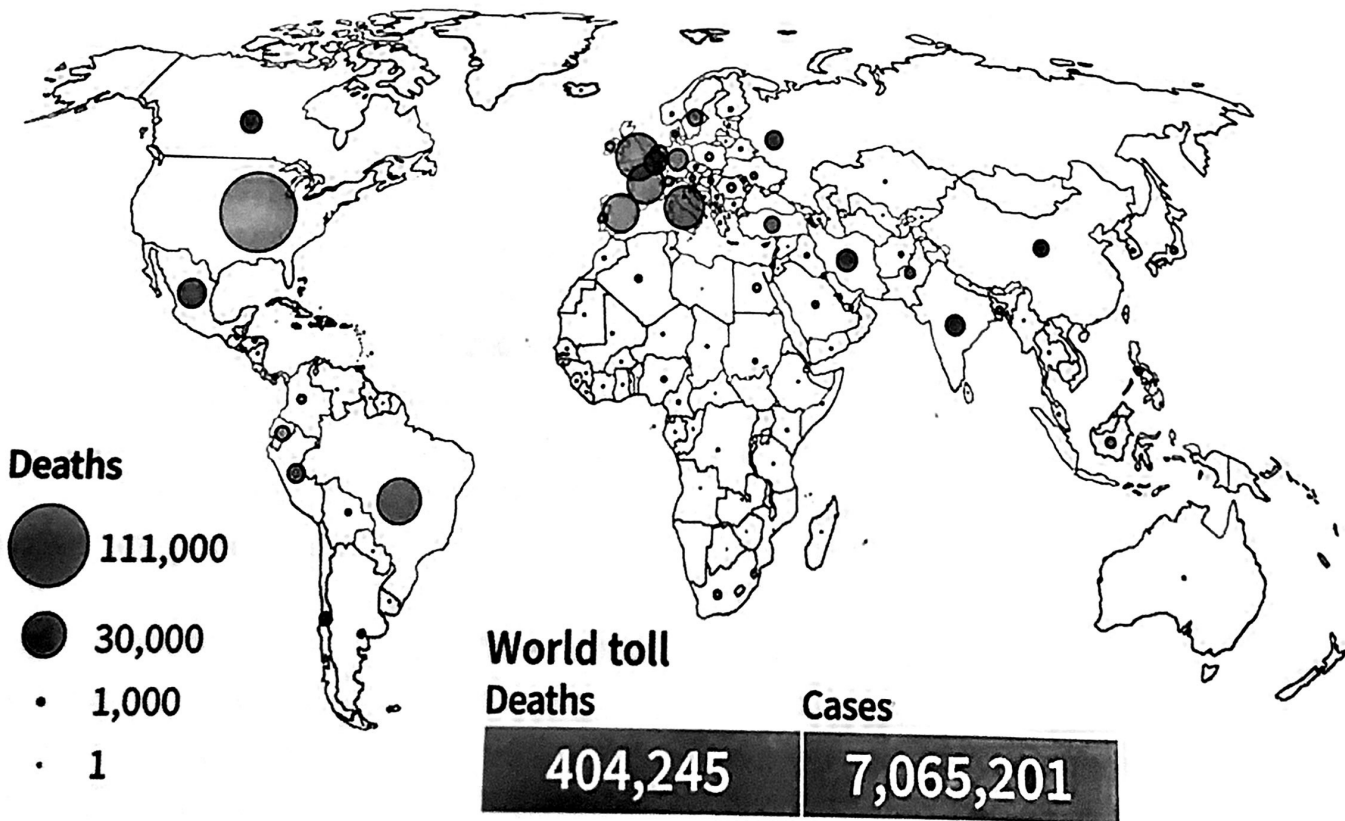 Deaths
111,000
30,000
1,000
1
World toll
Deaths Cases
404,245 7,065,201